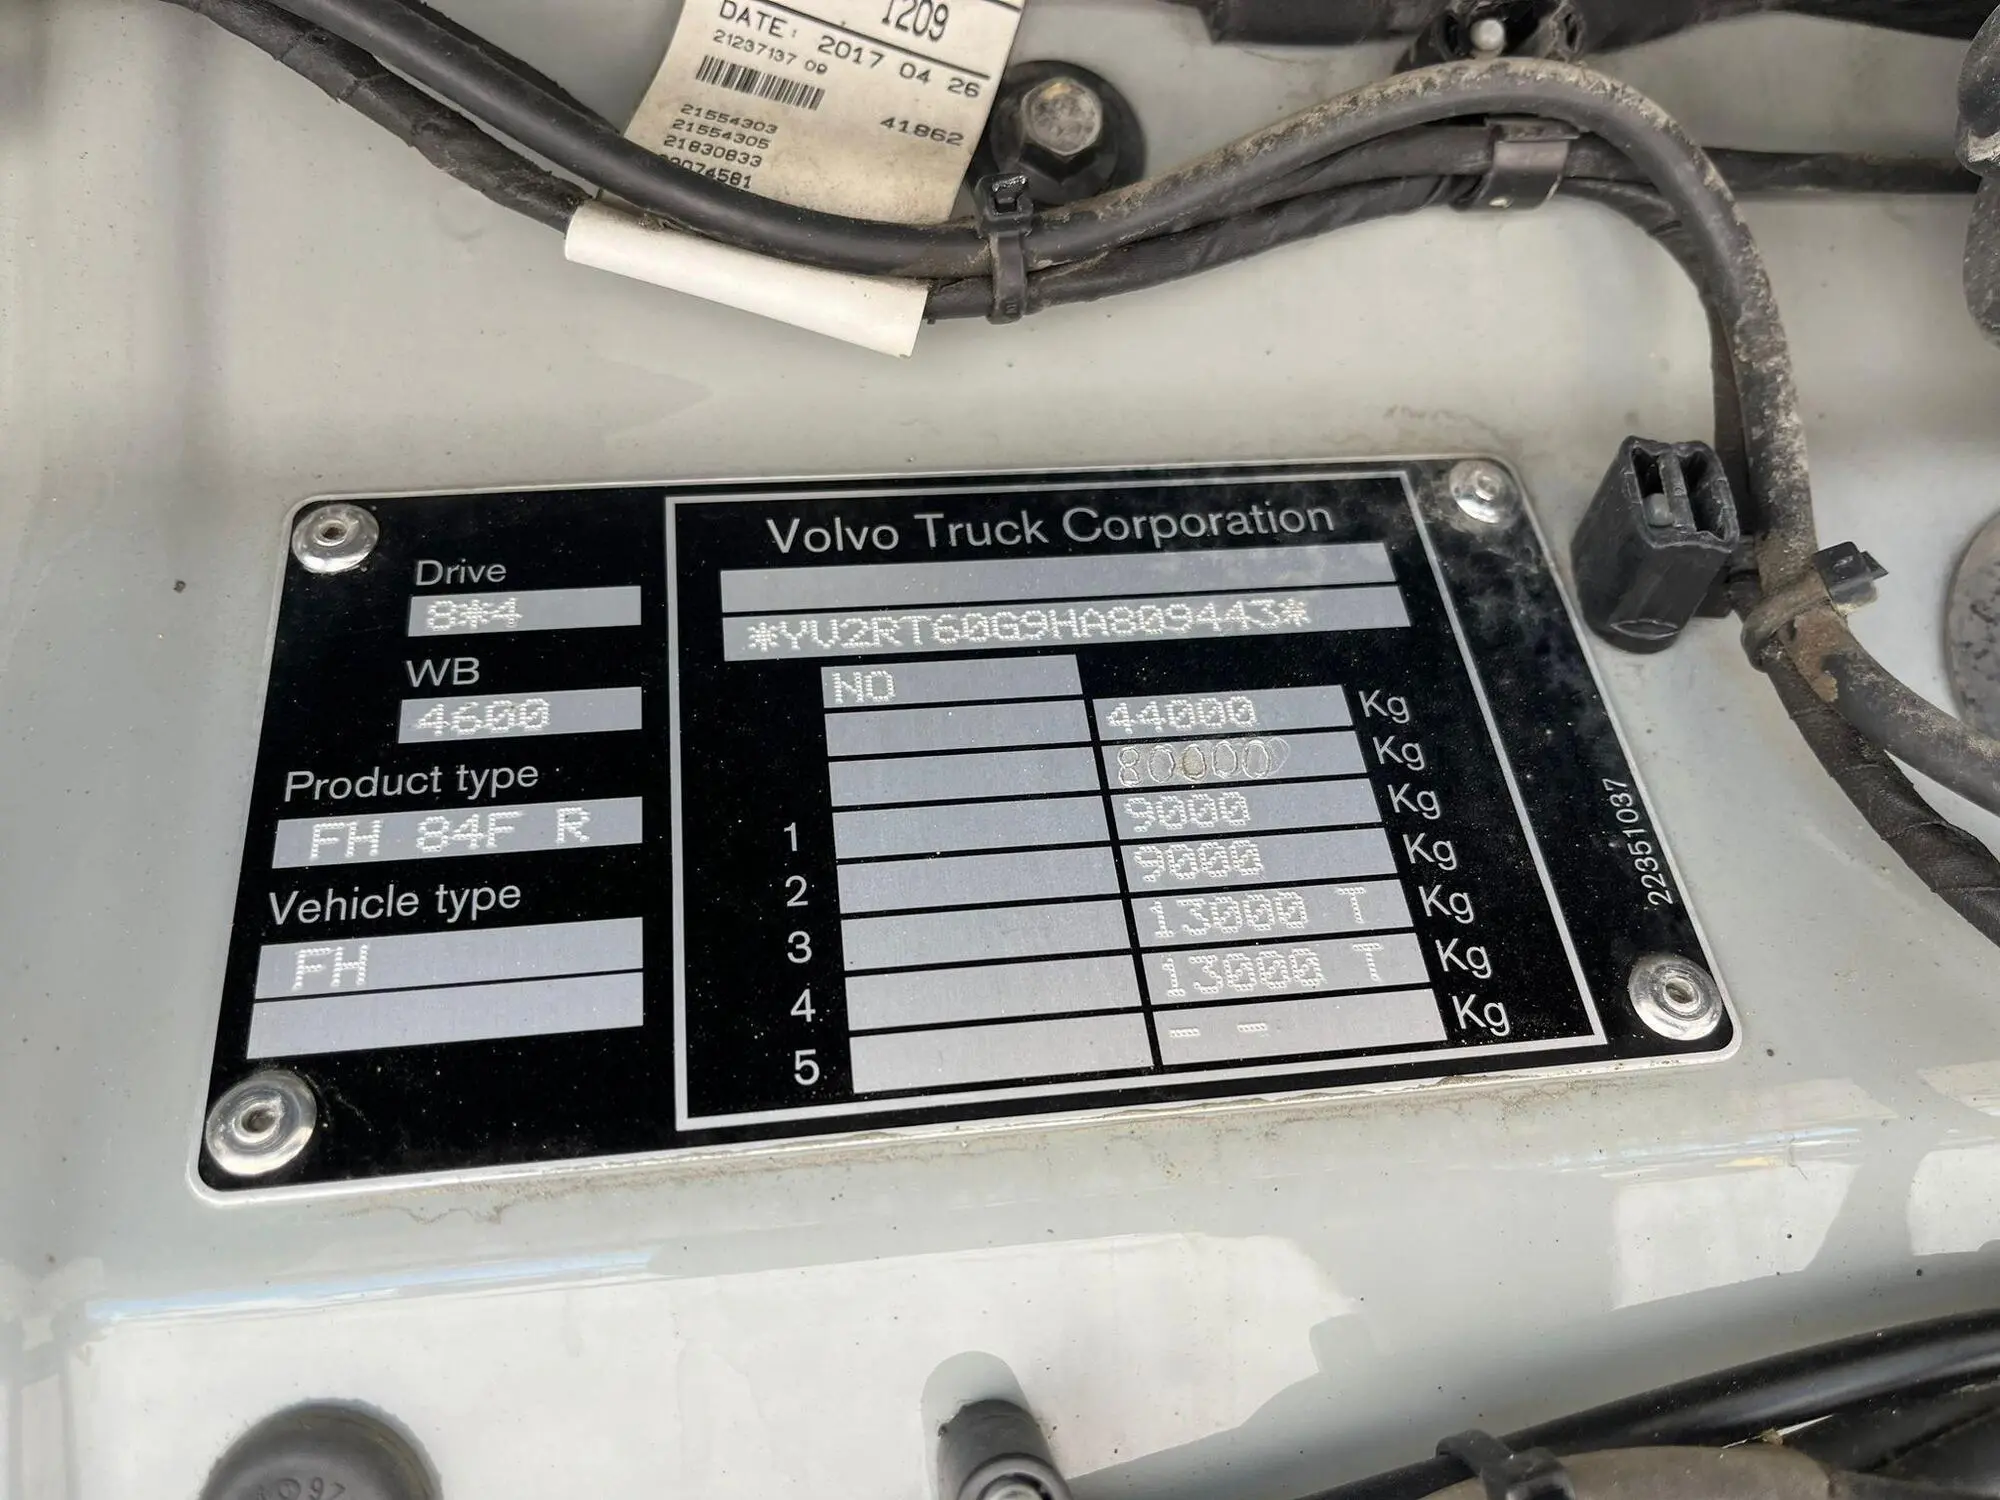 1209
DATE: 2017 04 26
21237137 09
41862
21554303
21554305
21830833
Volvo Truck Corporation
Drive
8*4
*YV2RT60G9HA809443*
WB
4600
NO
44000 Kg
80000 Kg
Product type
FH 84F R
1 9000 Kg
2 9000 Kg
Vehicle type
FH
3 13000 T Kg
4 13000 T Kg
5 - - Kg
22351037